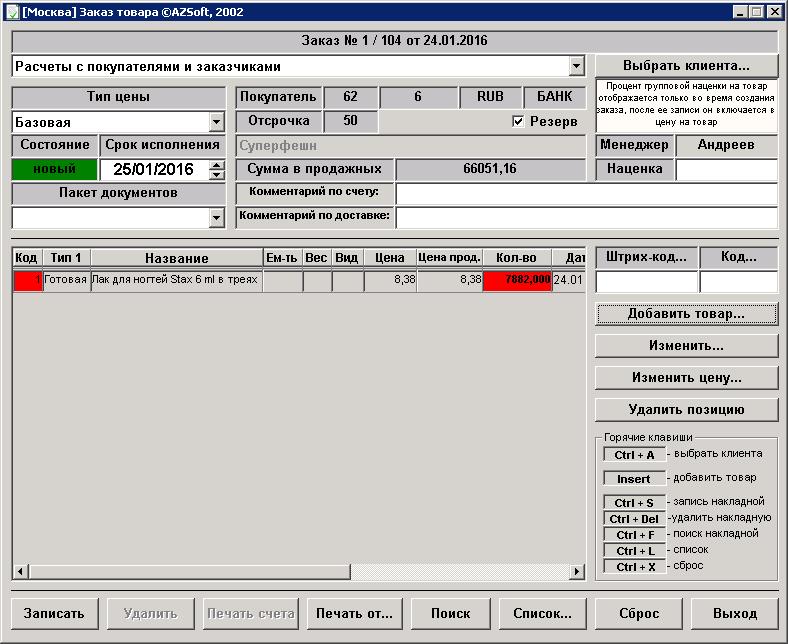 [Москва] Заказ товара ©AZSoft, 2002
Заказ № 1 / 104 от 24.01.2016
Расчеты с покупателями и заказчиками
Выбрать клиента...
Тип цены
Покупатель 62 6 RUB БАНК
Процент групповой наценки на товар
отображается только во время создания
заказа, после ее записи он включается в
цену на товар
Базовая
Отсрочка 50 Резерв
Состояние Срок исполнения
Суперфешн
Менеджер Андреев
новый 25/01/2016
Сумма в продажных 66051,16
Наценка
Пакет документов
Комментарий по счету:
Комментарий по доставке:
Код Тип 1 Название Ем-ть Вес Вид Цена Цена прод. Кол-во Дат
1 Готовая Лак для ногтей Stax 6 ml в треях 8,38 8,38 7882,000 24.01
Штрих-код... Код...
Добавить товар...
Изменить...
Изменить цену...
Удалить позицию
Горячие клавиши
Ctrl + A - выбрать клиента
Insert - добавить товар
Ctrl + S - запись накладной
Ctrl + Del -удалить накладную
Ctrl + F - поиск накладной
Ctrl + L - список
Ctrl + X - сброс
Записать Удалить Печать счета Печать от... Поиск Список... Сброс Выход